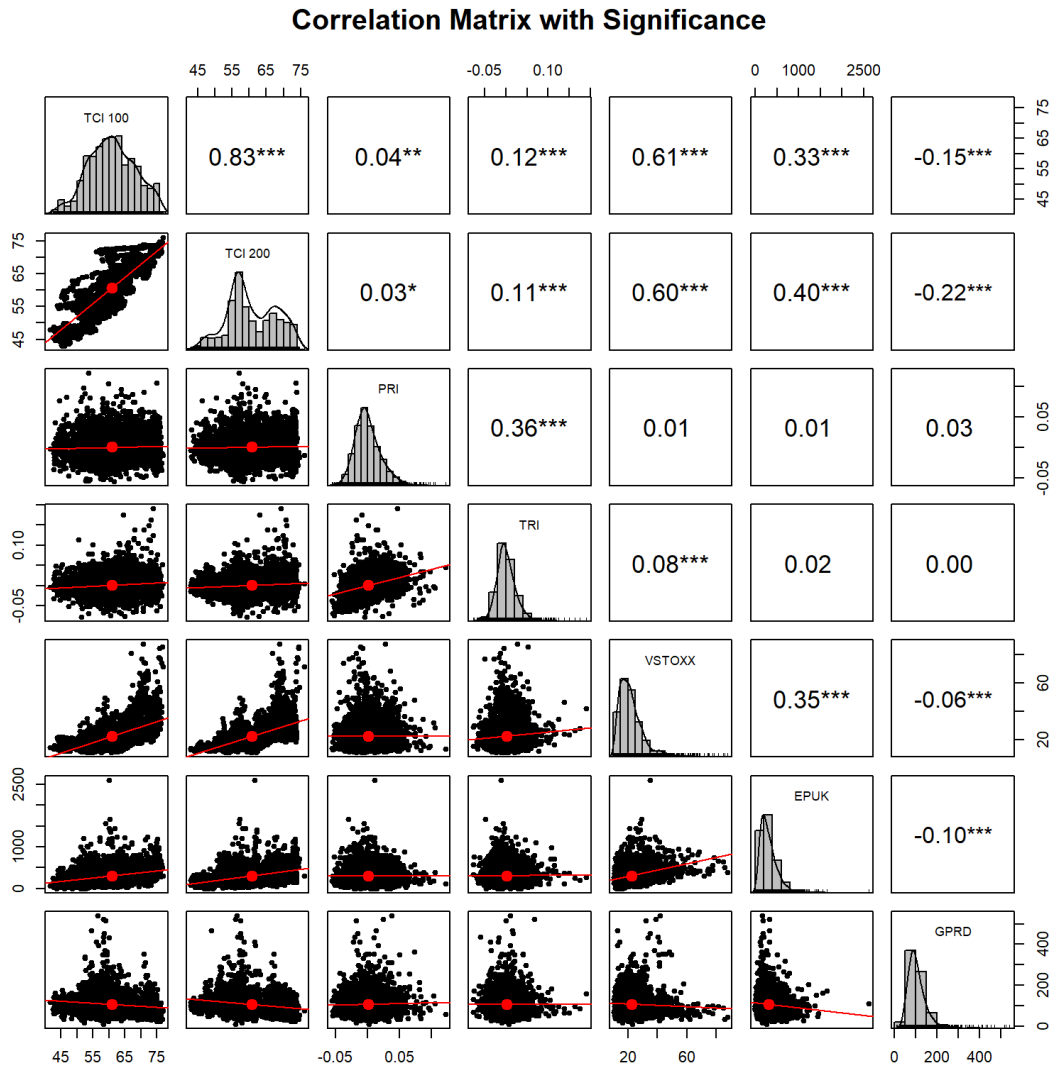 Correlation Matrix with Significance
45 55 65 75
-0.05 0.10
0 1000 2500
TCI 100
0.83***
0.04**
0.12***
0.61***
0.33***
-0.15***
45 55 65 75
45 55 65 75
TCI 200
0.03*
0.11***
0.60***
0.40***
-0.22***
PRI
0.36***
0.01
0.01
0.03
-0.05 0.05
-0.05 0.10
TRI
0.08***
0.02
0.00
VSTOXX
0.35***
-0.06***
20 60
0 1000 2500
EPUK
-0.10***
GPRD
0 200 400
45 55 65 75
-0.05 0.05
20 60
0 200 400